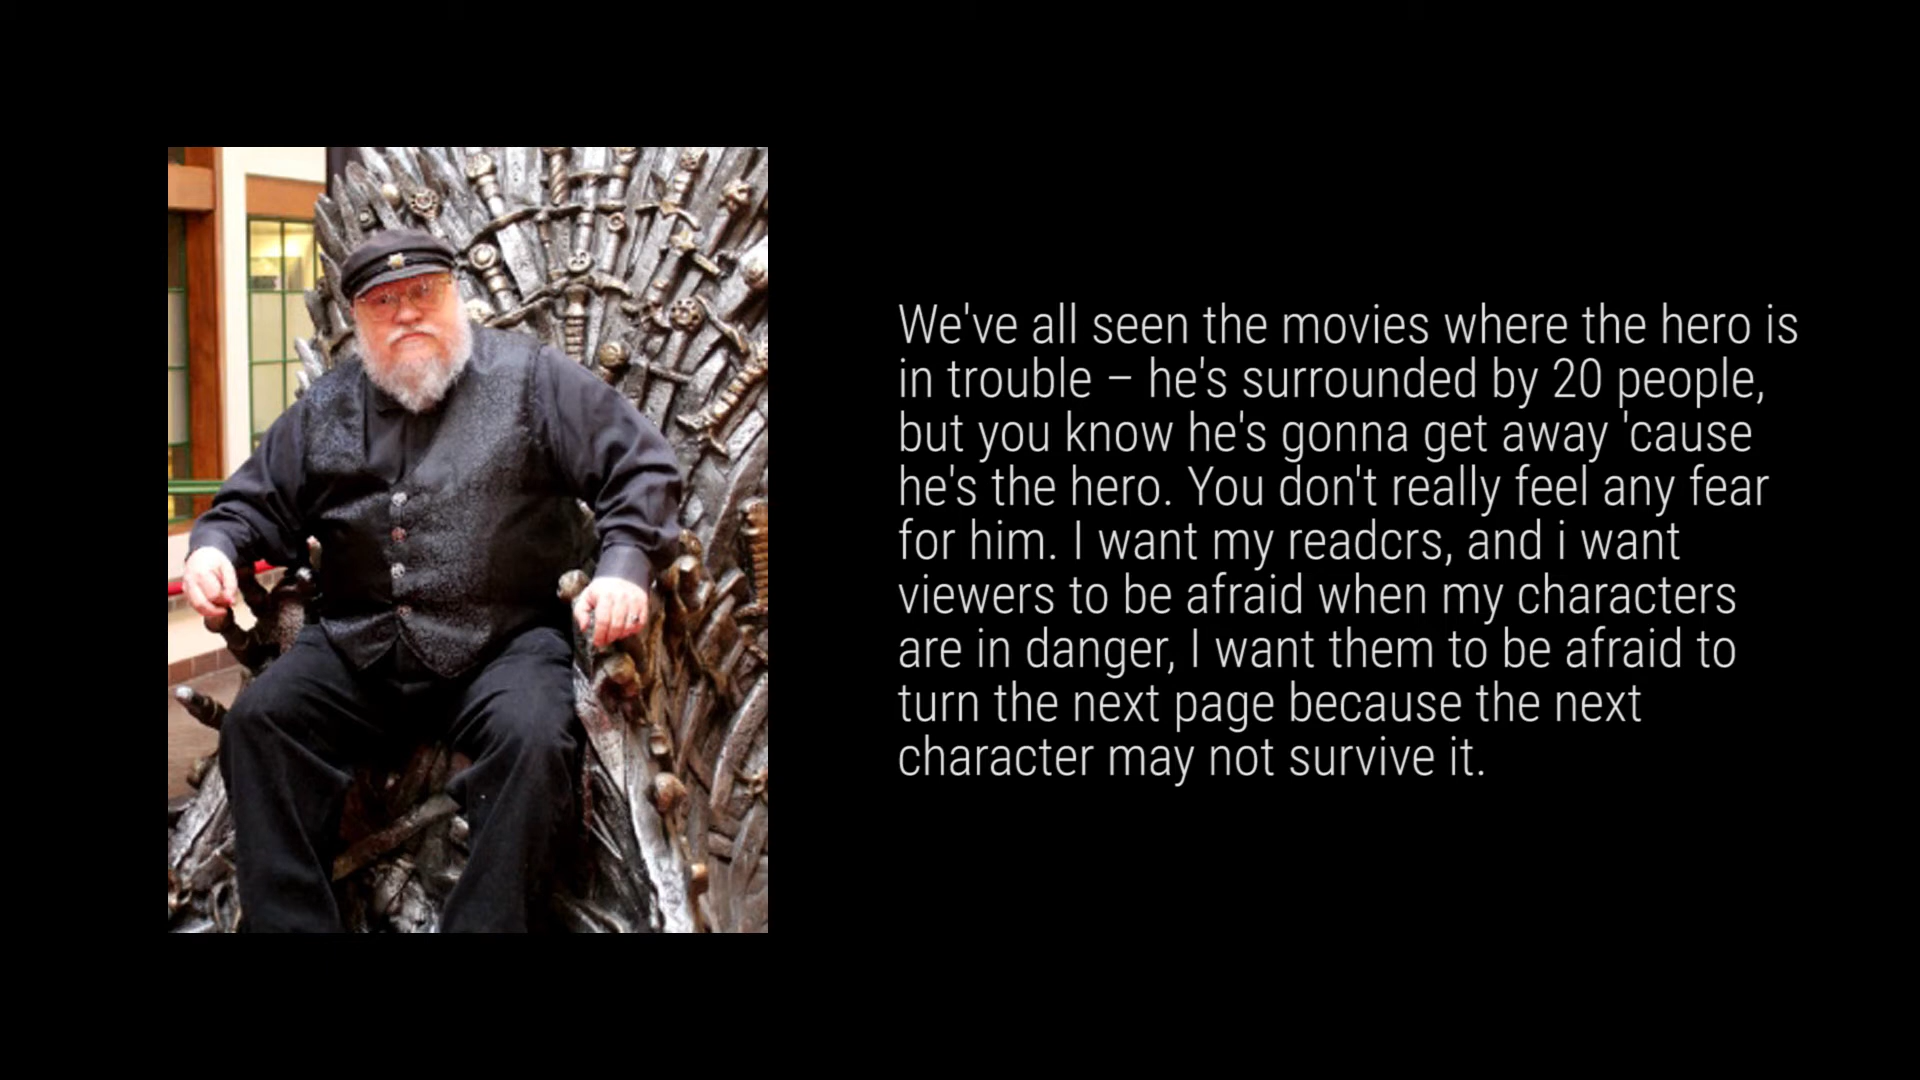 We've all seen the movies where the hero is
in trouble – he's surrounded by 20 people,
but you know he's gonna get away 'cause
he's the hero. You don't really feel any fear
for him. I want my readcrs, and i want
viewers to be afraid when my characters
are in danger, I want them to be afraid to
turn the next page because the next
character may not survive it.